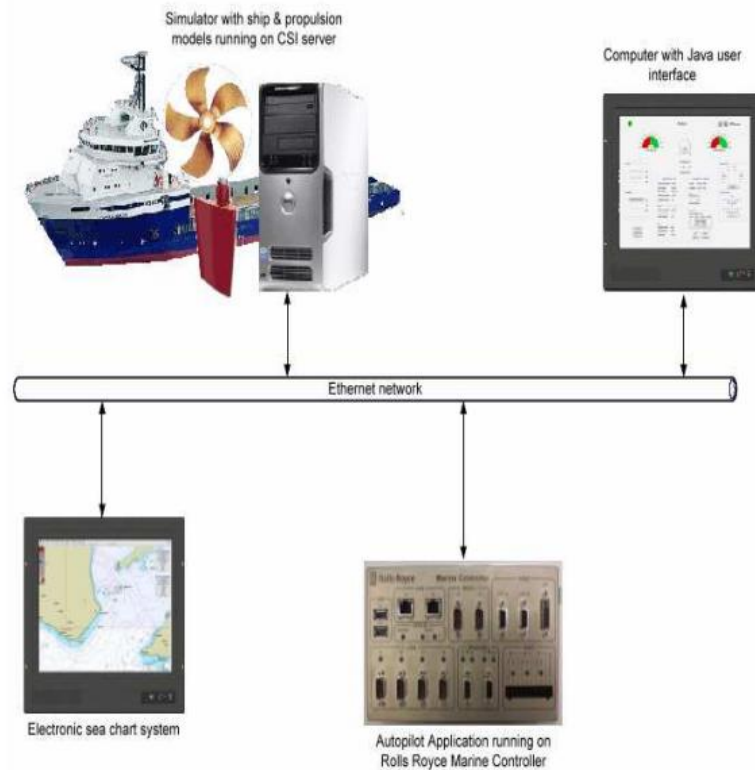 Simulator with ship & propulsion
models running on CSI server
Computer with Java user
interface
Ethernet network
Electronic sea chart system
Rolls Royce Marine Controller
Autopilot Application running on
Rolls Royce Marine Controller